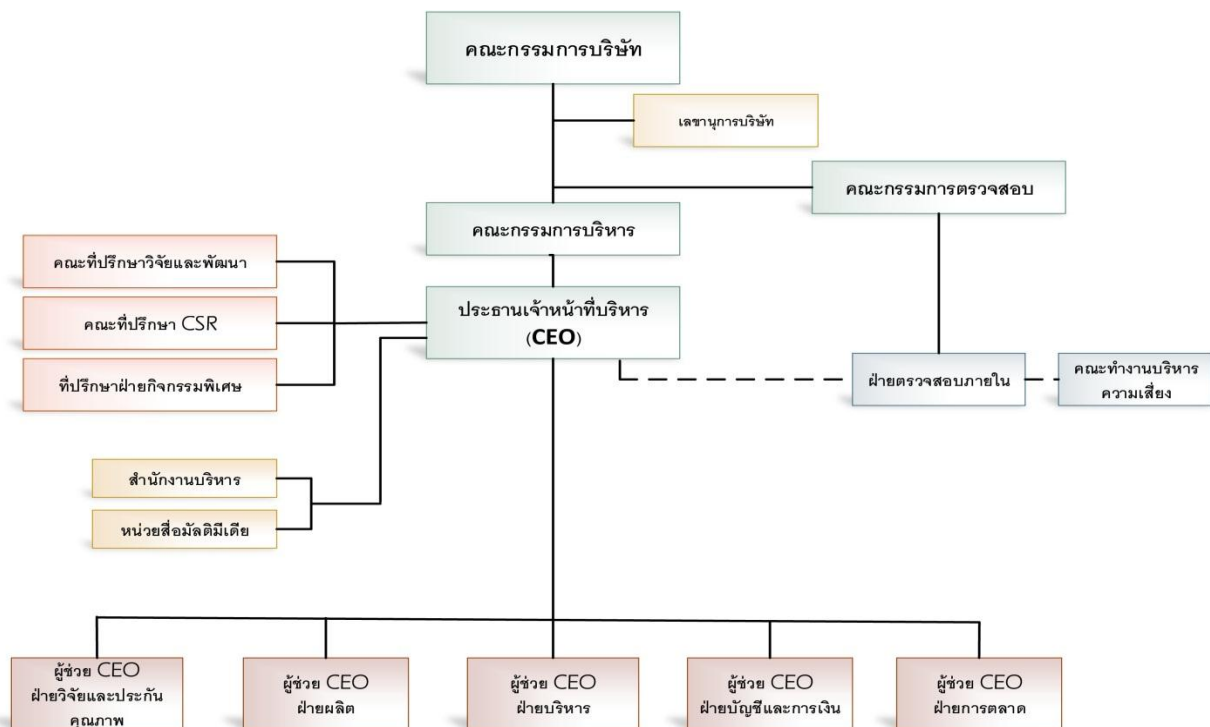 คณะกรรมการบริษัท
เลขานุการบริษัท
คณะกรรมการตรวจสอบ
คณะกรรมการบริหาร
คณะที่ปรึกษาวิจัยและพัฒนา
คณะที่ปรึกษา CSR
ที่ปรึกษาฝ่ายกิจกรรมพิเศษ
ประธานเจ้าหน้าที่บริหาร
(CEO)
ฝ่ายตรวจสอบภายใน
คณะทำงานบริหาร
ความเสี่ยง
สำนักงานบริหาร
หน่วยสื่อมัลติมีเดีย
ผู้ช่วย CEO
ฝ่ายวิจัยและประกัน
คุณภาพ
ผู้ช่วย CEO
ฝ่ายผลิต
ผู้ช่วย CEO
ฝ่ายบริหาร
ผู้ช่วย CEO
ฝ่ายบัญชีและการเงิน
ผู้ช่วย CEO
ฝ่ายการตลาด